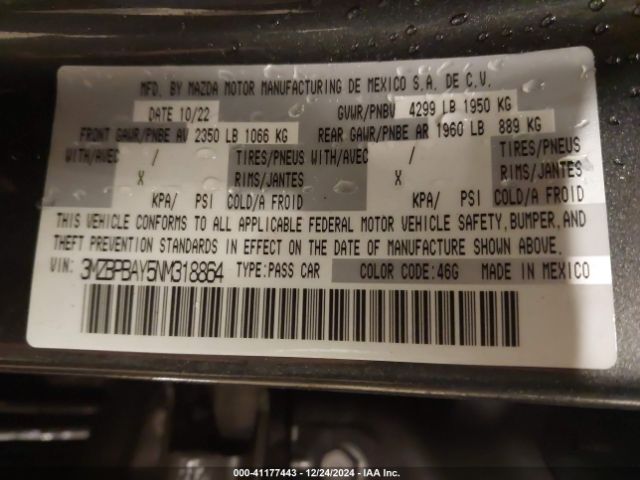 MFD. BY MAZDA MOTOR MANUFACTURING DE MEXICO S.A. DE C.V.
DATE 10/22 GVWR/PNBV 4299 LB 1950 KG
FRONT GAWR/PNBE AV 2350 LB 1066 KG REAR GAWR/PNBE AR 1960 LB 889 KG
WITH/AVEC / TIRES/PNEUS WITH/AVEC / TIRES/PNEUS
X RIMS/JANTES X RIMS/JANTES
KPA/ PSI COLD/A FROID KPA/ PSI COLD/A FROID
THIS VEHICLE CONFORMS TO ALL APPLICABLE FEDERAL MOTOR VEHICLE SAFETY, BUMPER, AND
THEFT PREVENTION STANDARDS IN EFFECT ON THE DATE OF MANUFACTURE SHOWN ABOVE.
VIN: 3MZBPBAY5NM318864 TYPE:PASS CAR COLOR CODE:46G MADE IN MEXICO
000-41177443 - 12/24/2024 - IAA Inc.